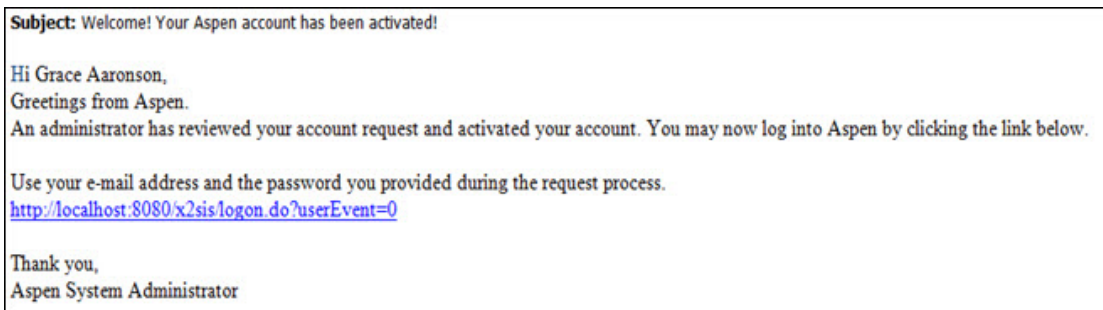 Subject: Welcome! Your Aspen account has been activated!
Hi Grace Aaronson,
Greetings from Aspen.
An administrator has reviewed your account request and activated your account. You may now log into Aspen by clicking the link below.
Use your e-mail address and the password you provided during the request process.
http://localhost:8080/x2sis/logon.do?userEvent=0
Thank you,
Aspen System Administrator